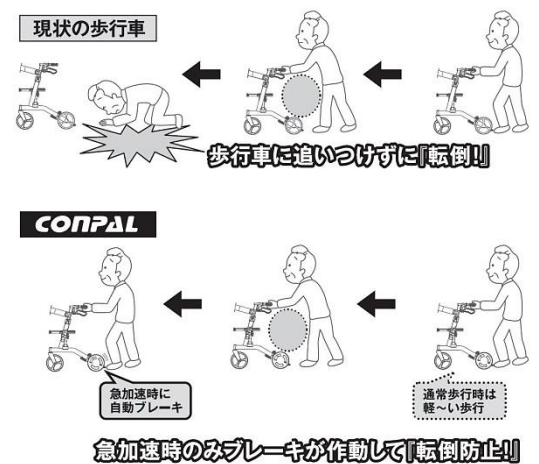 現状の歩行車
歩行車に追いつけずに『転倒!』
CONPAL
急加速時に
自動ブレーキ
通常歩行時は
軽〜い歩行
急加速時のみブレーキが作動して『転倒防止!』